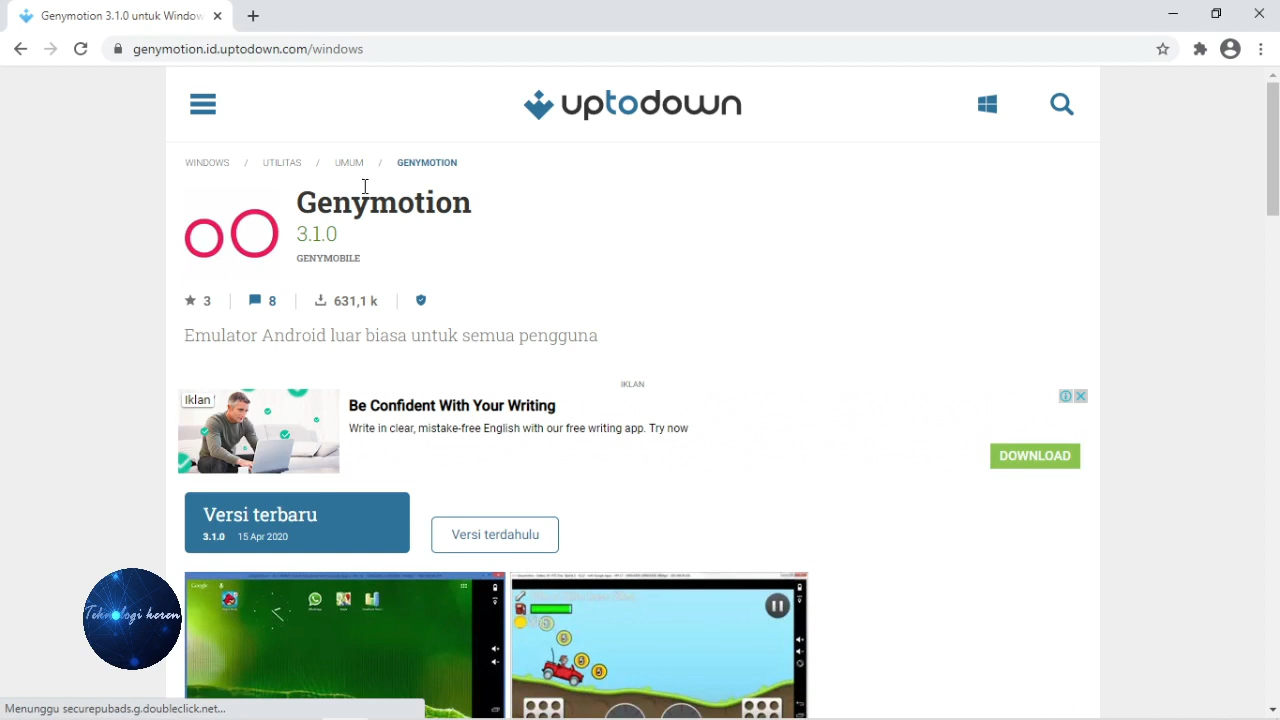 Genymotion 3.1.0 untuk Window
genymotion.id.uptodown.com/windows
uptodown
WINDOWS / UTILITAS / UMUM / GENYMOTION
Genymotion
3.1.0
GENYMOBILE
3
8
631,1 k
Emulator Android luar biasa untuk semua pengguna
IKLAN
Iklan
Be Confident With Your Writing
Write in clear, mistake-free English with our free writing app. Try now
DOWNLOAD
Versi terbaru
3.1.0 15 Apr 2020
Versi terdahulu
Google
Teknologi keren
Menunggu securepubads.g.doubleclick.net...